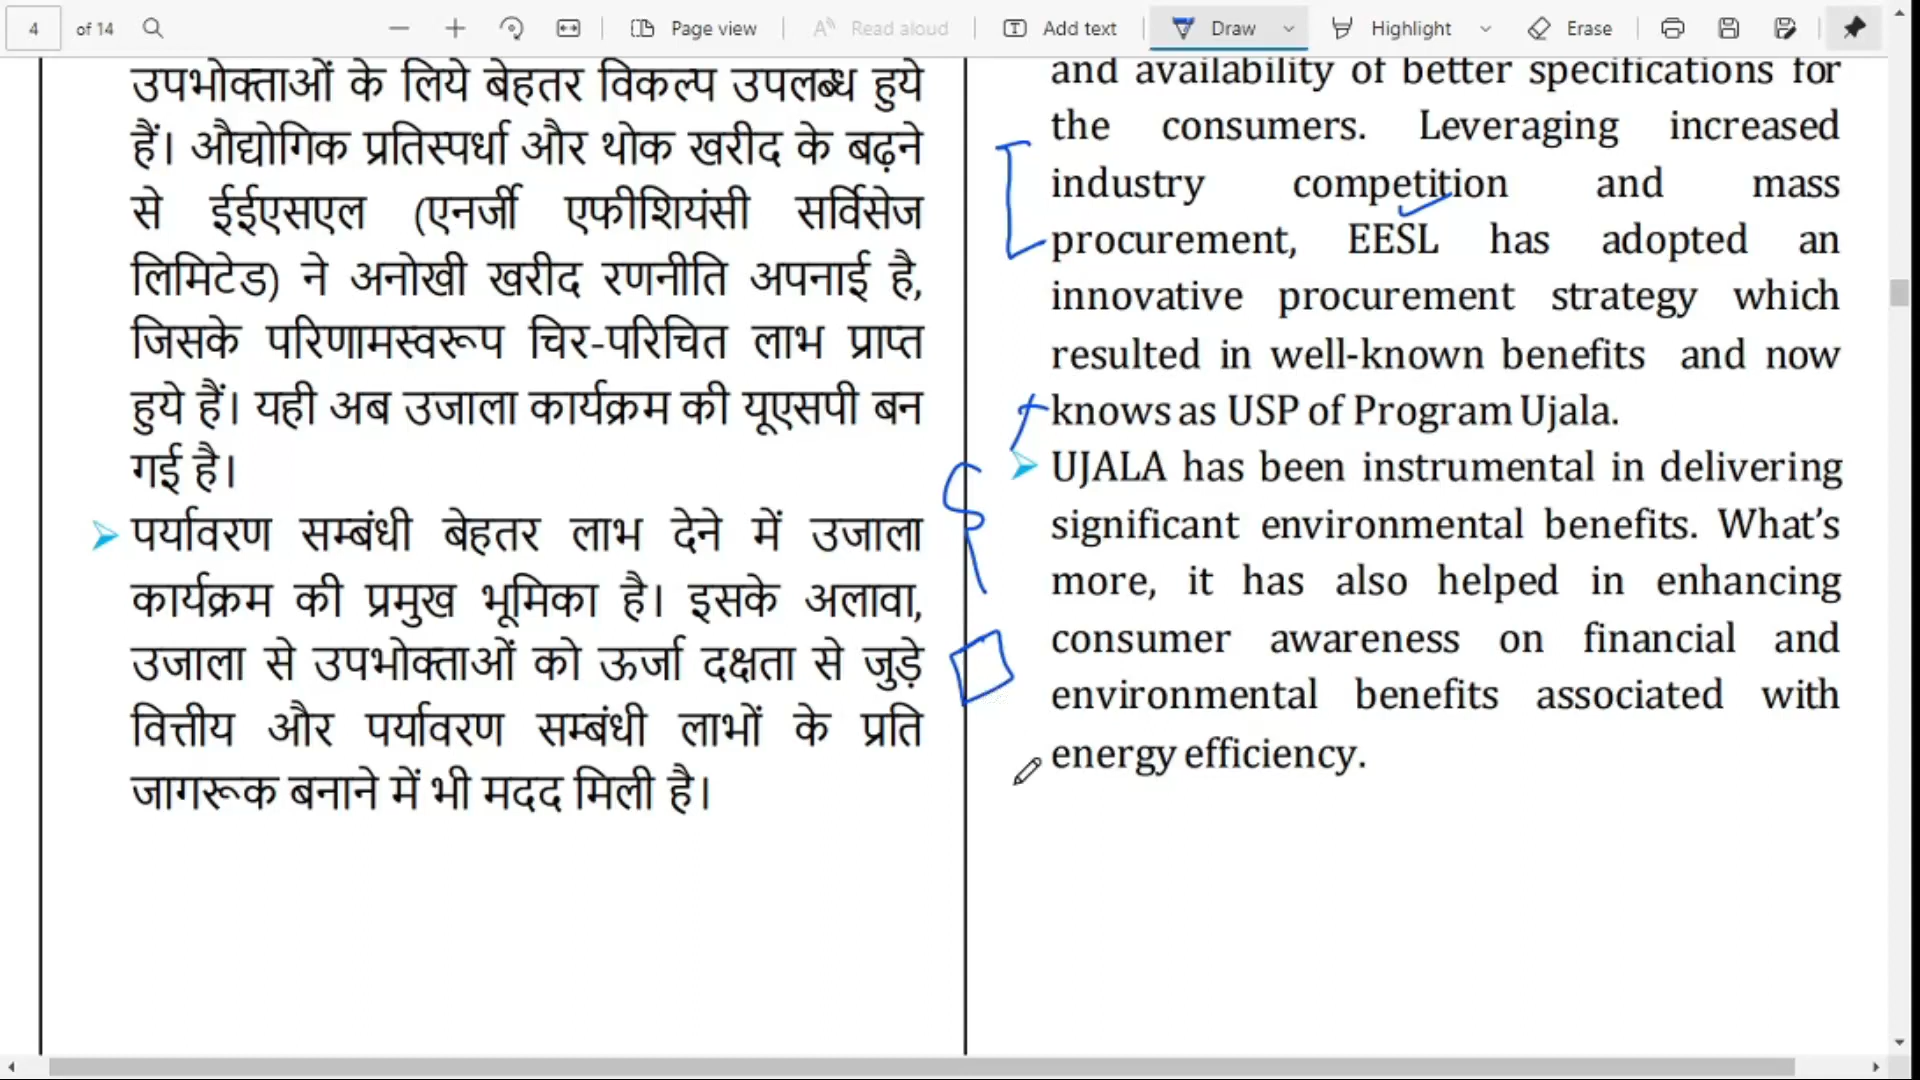 4 of 14 Page view Read aloud Add text Draw Highlight Erase
उपभोक्ताओं के लिये बेहतर विकल्प उपलब्ध हुये
हैं। औद्योगिक प्रतिस्पर्धा और थोक खरीद के बढ़ने
से ईईएसएल (एनर्जी एफीशियंसी सर्विसेज
लिमिटेड) ने अनोखी खरीद रणनीति अपनाई है,
जिसके परिणामस्वरूप चिर-परिचित लाभ प्राप्त
हुये हैं। यही अब उजाला कार्यक्रम की यूएसपी बन
गई है।
पर्यावरण सम्बंधी बेहतर लाभ देने में उजाला
कार्यक्रम की प्रमुख भूमिका है। इसके अलावा,
उजाला से उपभोक्ताओं को ऊर्जा दक्षता से जुड़े
वित्तीय और पर्यावरण सम्बंधी लाभों के प्रति
जागरूक बनाने में भी मदद मिली है।
and availability of better specifications for
the consumers. Leveraging increased
industry competition and mass
procurement, EESL has adopted an
innovative procurement strategy which
resulted in well-known benefits and now
knows as USP of Program Ujala.
UJALA has been instrumental in delivering
significant environmental benefits. What’s
more, it has also helped in enhancing
consumer awareness on financial and
environmental benefits associated with
energy efficiency.